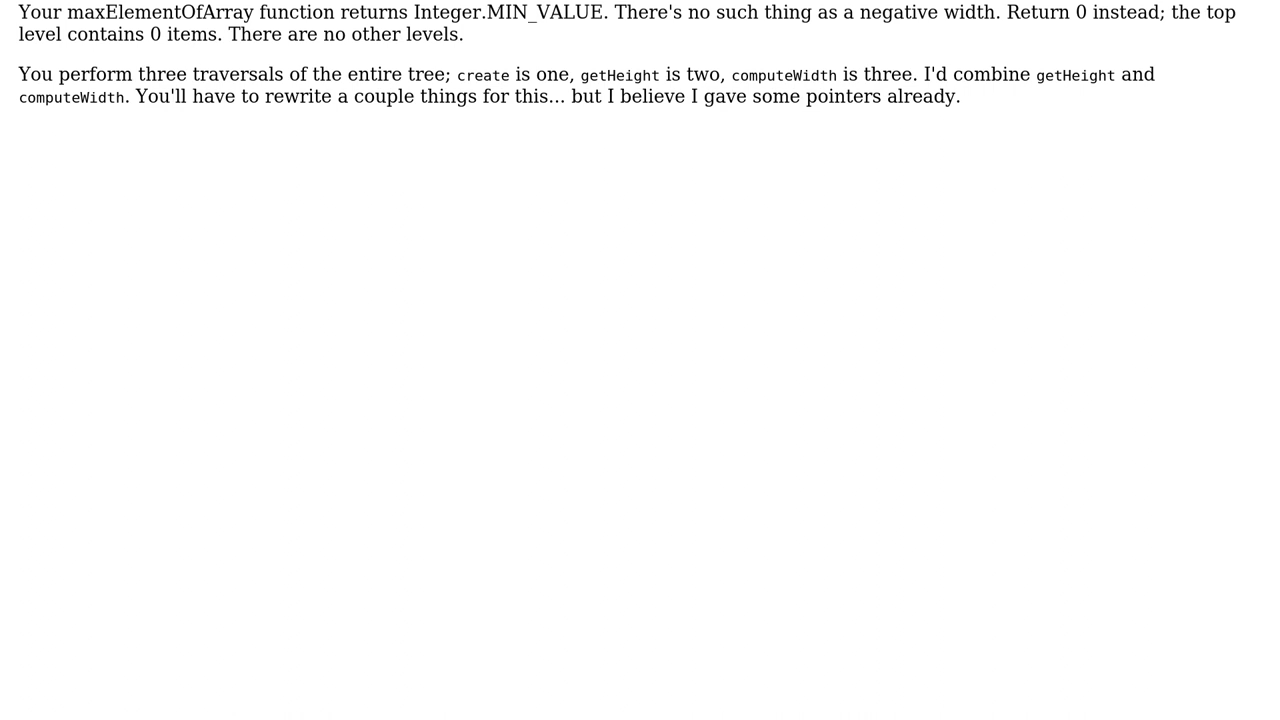 Your maxElementOfArray function returns Integer.MIN_VALUE. There's no such thing as a negative width. Return 0 instead; the top
level contains 0 items. There are no other levels.
You perform three traversals of the entire tree; create is one, getHeight is two, computeWidth is three. I'd combine getHeight and
computeWidth. You'll have to rewrite a couple things for this... but I believe I gave some pointers already.